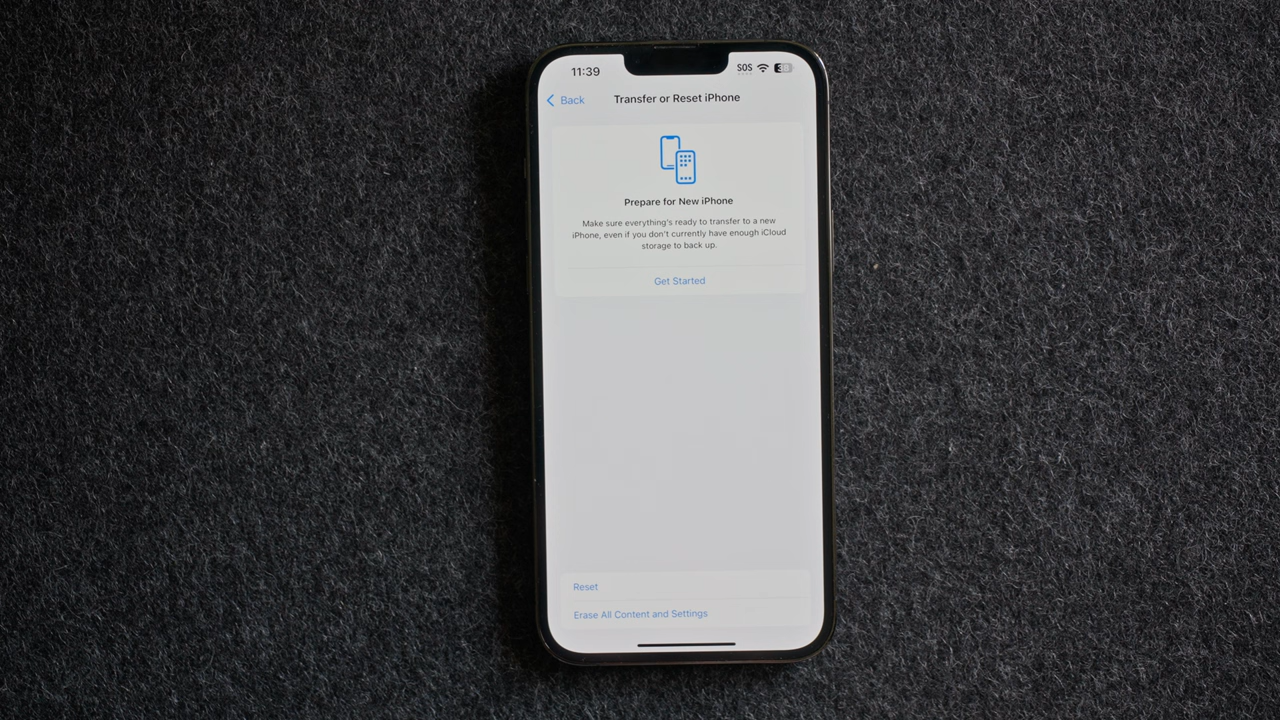 11:39
SOS
Back
Transfer or Reset iPhone
Prepare for New iPhone
Make sure everything's ready to transfer to a new
iPhone, even if you don't currently have enough iCloud
storage to back up.
Get Started
Reset
Erase All Content and Settings